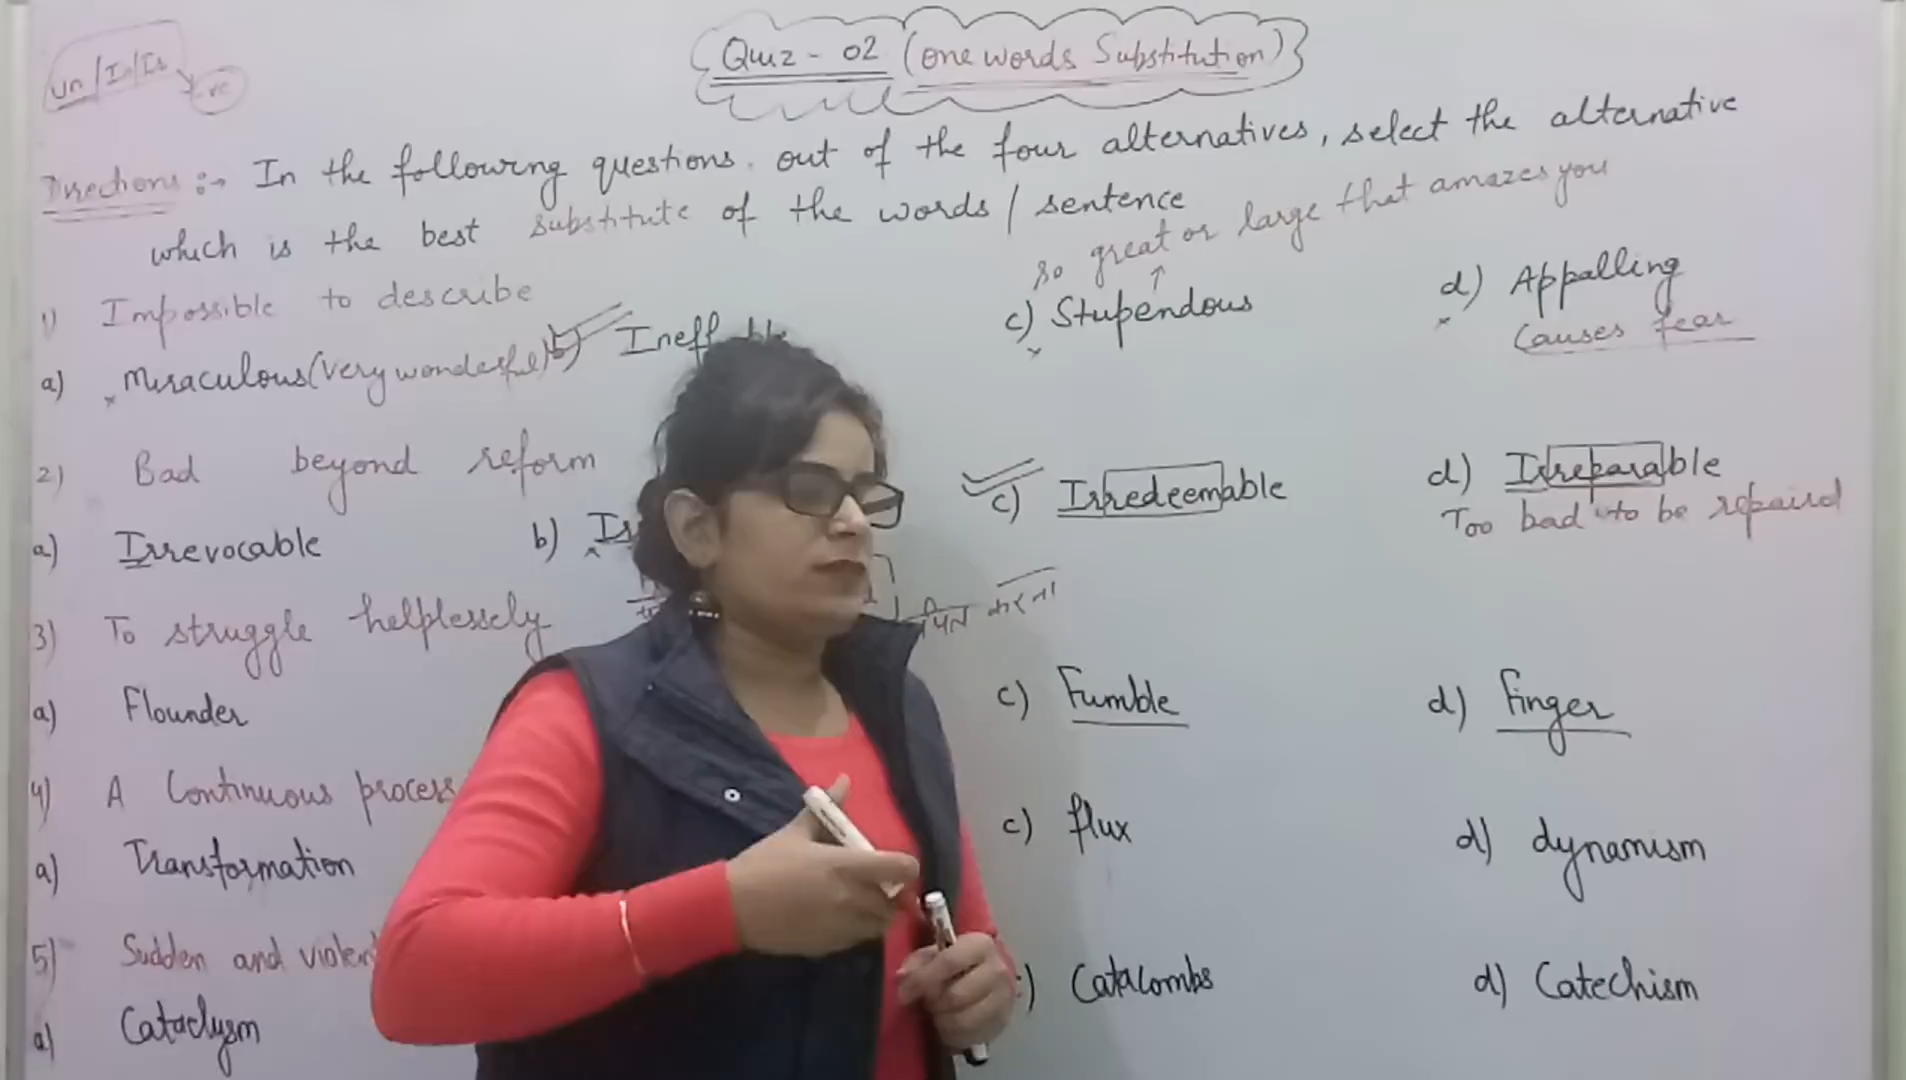 Quiz - 02 (one words Substitution)
un/In/Ir
-ve
Directions :- In the following questions. out of the four alternatives, select the alternative
which is the best substitute of the words / sentence
so great or large that amazes you
1) Impossible to describe
a) Miraculous (very wonderful) b) c) Stupendous d) Appalling
Causes fear
2) Bad beyond reform
a) Irrevocable b) c) Irredeemable d) Irreparable
Too bad to be repaird
करना
3) To struggle helplessely
a) Flounder c) Fumble d) Finger
4) A Continuous process
a) Transformation c) flux d) dynamism
5) Sudden and violent
a) Cataclysm Catacombs d) Catechism